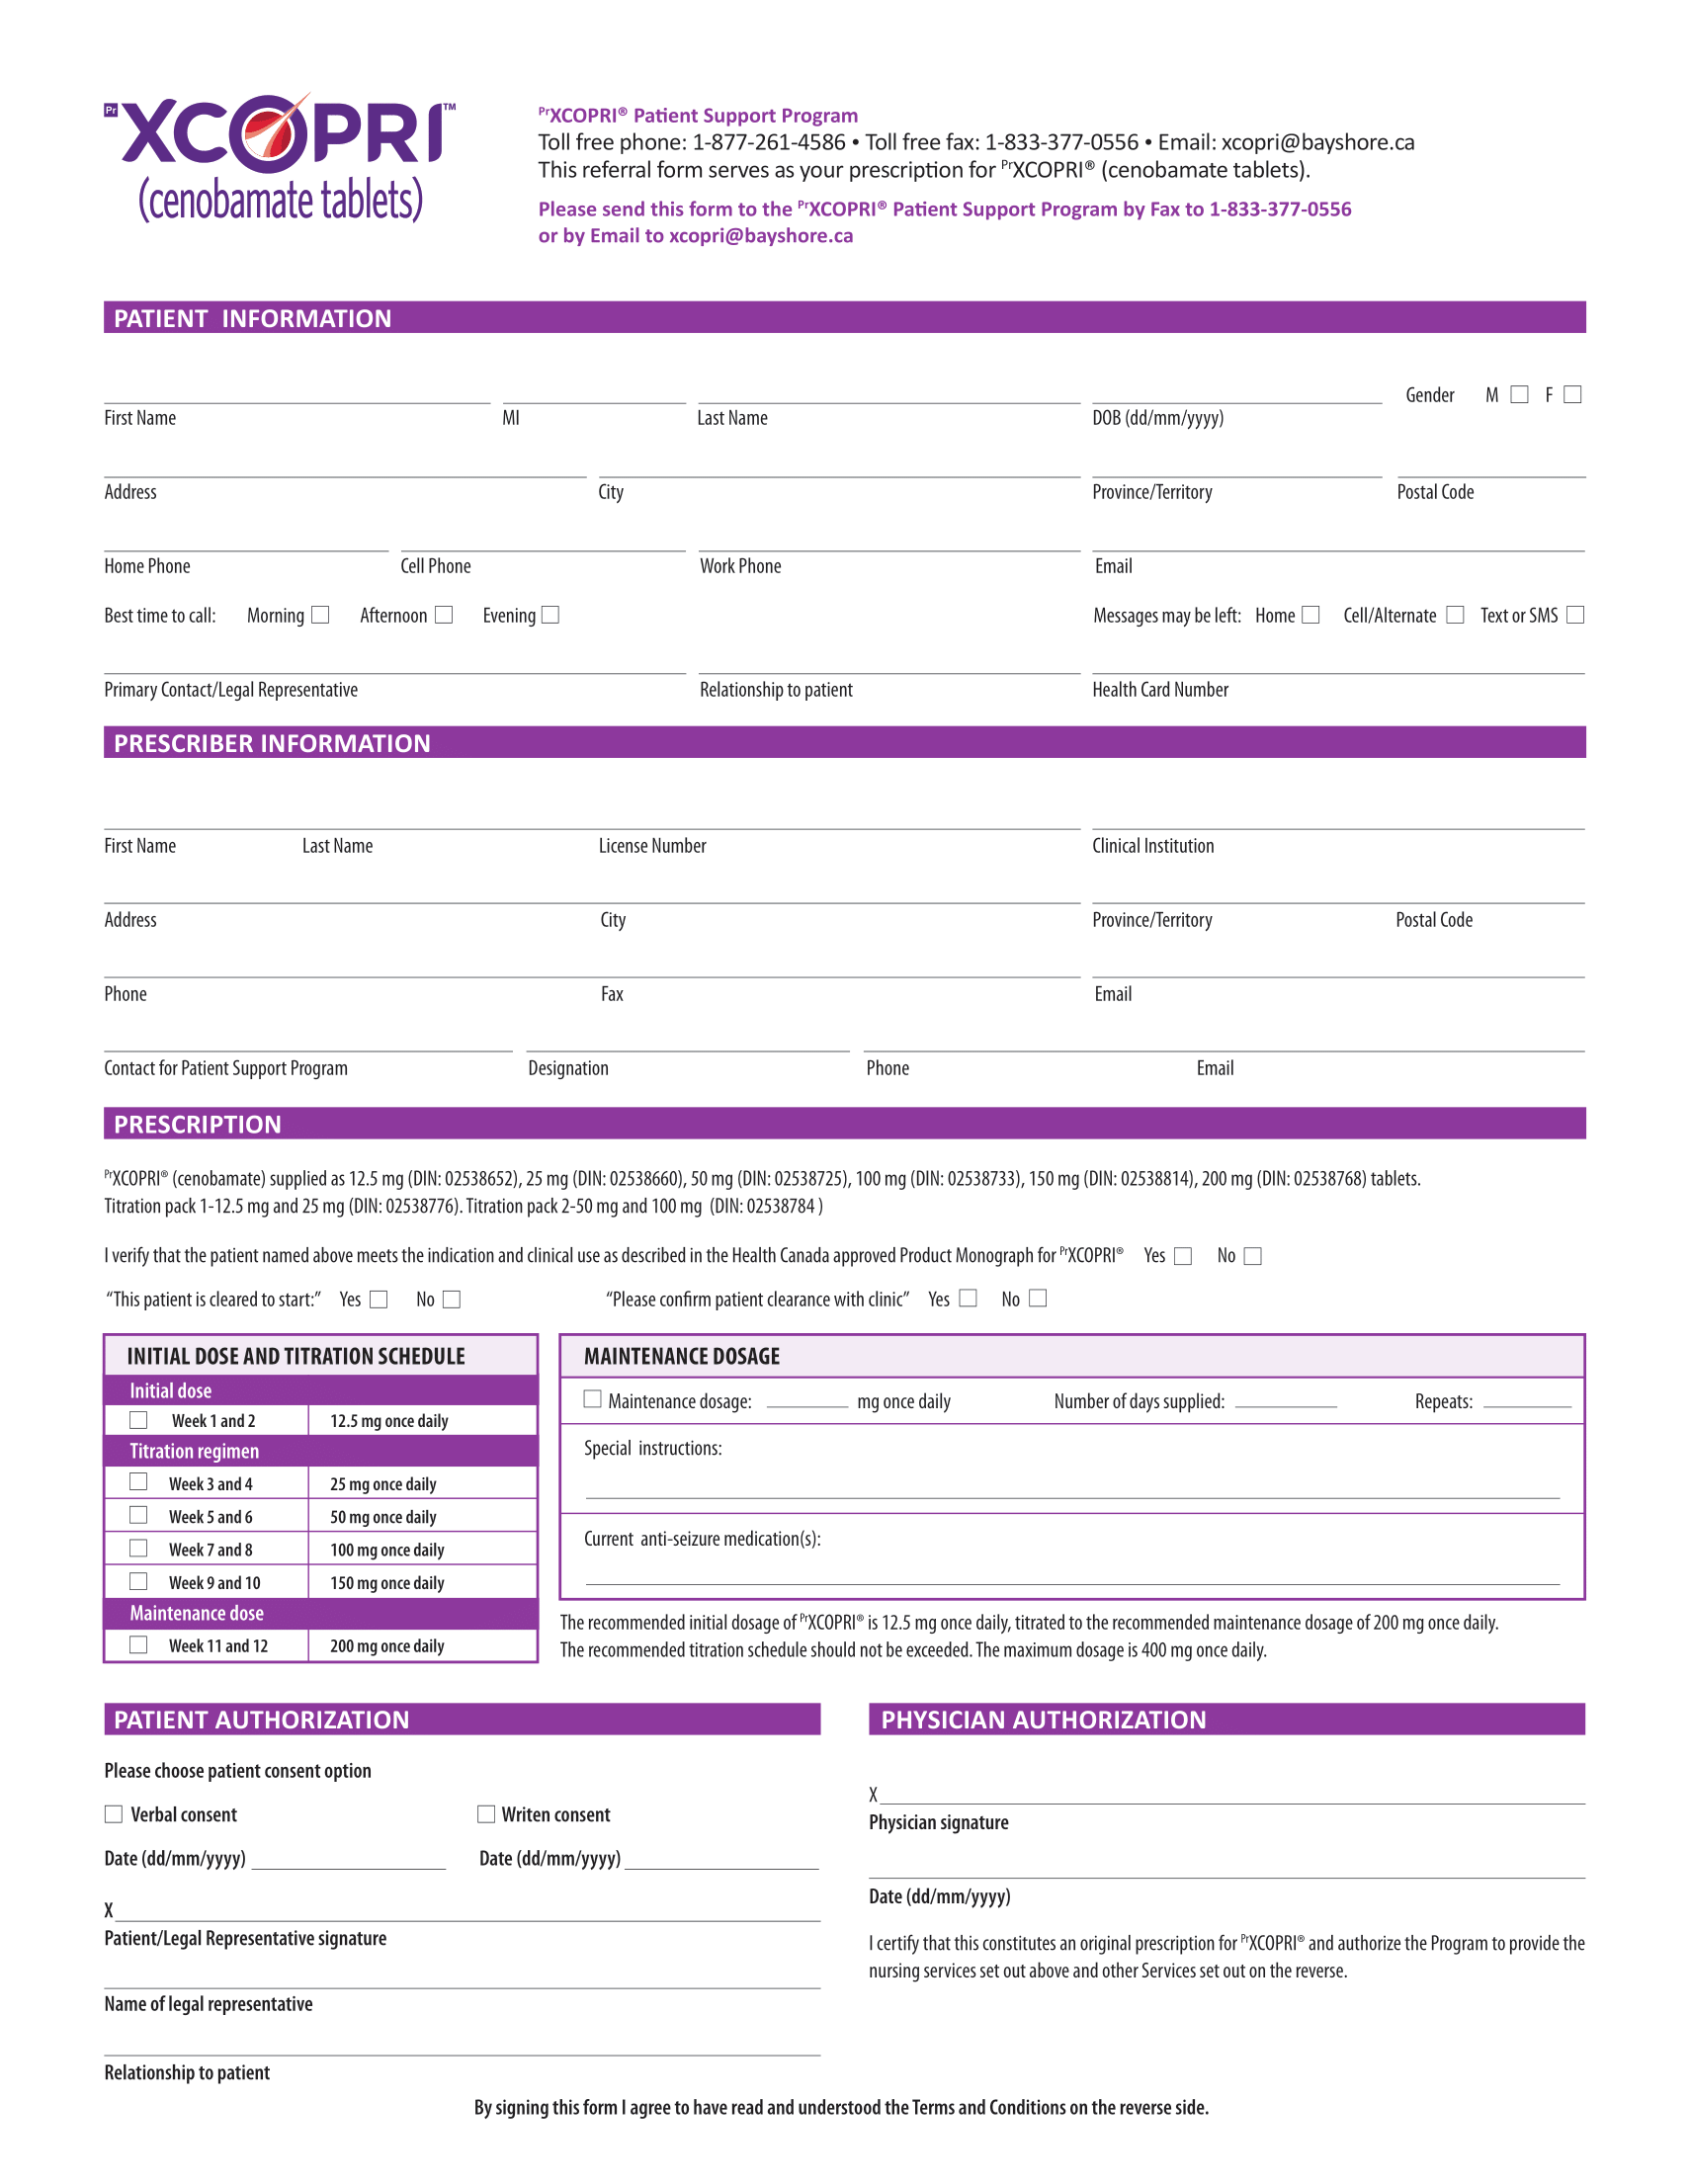 Pr XCOPRI™
(cenobamate tablets)
PrXCOPRI® Patient Support Program
Toll free phone: 1-877-261-4586 • Toll free fax: 1-833-377-0556 • Email: xcopri@bayshore.ca
This referral form serves as your prescription for PrXCOPRI® (cenobamate tablets).
Please send this form to the PrXCOPRI® Patient Support Program by Fax to 1-833-377-0556
or by Email to xcopri@bayshore.ca
PATIENT INFORMATION
Gender M F
First Name MI Last Name DOB (dd/mm/yyyy)
Address City Province/Territory Postal Code
Home Phone Cell Phone Work Phone Email
Best time to call: Morning Afternoon Evening Messages may be left: Home Cell/Alternate Text or SMS
Primary Contact/Legal Representative Relationship to patient Health Card Number
PRESCRIBER INFORMATION
First Name Last Name License Number Clinical Institution
Address City Province/Territory Postal Code
Phone Fax Email
Contact for Patient Support Program Designation Phone Email
PRESCRIPTION
PrXCOPRI® (cenobamate) supplied as 12.5 mg (DIN: 02538652), 25 mg (DIN: 02538660), 50 mg (DIN: 02538725), 100 mg (DIN: 02538733), 150 mg (DIN: 02538814), 200 mg (DIN: 02538768) tablets.
Titration pack 1-12.5 mg and 25 mg (DIN: 02538776). Titration pack 2-50 mg and 100 mg (DIN: 02538784 )
I verify that the patient named above meets the indication and clinical use as described in the Health Canada approved Product Monograph for PrXCOPRI® Yes No
“This patient is cleared to start:” Yes No “Please confirm patient clearance with clinic” Yes No
INITIAL DOSE AND TITRATION SCHEDULE
Initial dose
Week 1 and 2 12.5 mg once daily
Titration regimen
Week 3 and 4 25 mg once daily
Week 5 and 6 50 mg once daily
Week 7 and 8 100 mg once daily
Week 9 and 10 150 mg once daily
Maintenance dose
Week 11 and 12 200 mg once daily
MAINTENANCE DOSAGE
Maintenance dosage: mg once daily Number of days supplied: Repeats:
Special instructions:
Current anti-seizure medication(s):
The recommended initial dosage of PrXCOPRI® is 12.5 mg once daily, titrated to the recommended maintenance dosage of 200 mg once daily.
The recommended titration schedule should not be exceeded. The maximum dosage is 400 mg once daily.
PATIENT AUTHORIZATION
Please choose patient consent option
Verbal consent Writen consent
Date (dd/mm/yyyy) Date (dd/mm/yyyy)
X
Patient/Legal Representative signature
Name of legal representative
Relationship to patient
PHYSICIAN AUTHORIZATION
X
Physician signature
Date (dd/mm/yyyy)
I certify that this constitutes an original prescription for PrXCOPRI® and authorize the Program to provide the
nursing services set out above and other Services set out on the reverse.
By signing this form I agree to have read and understood the Terms and Conditions on the reverse side.